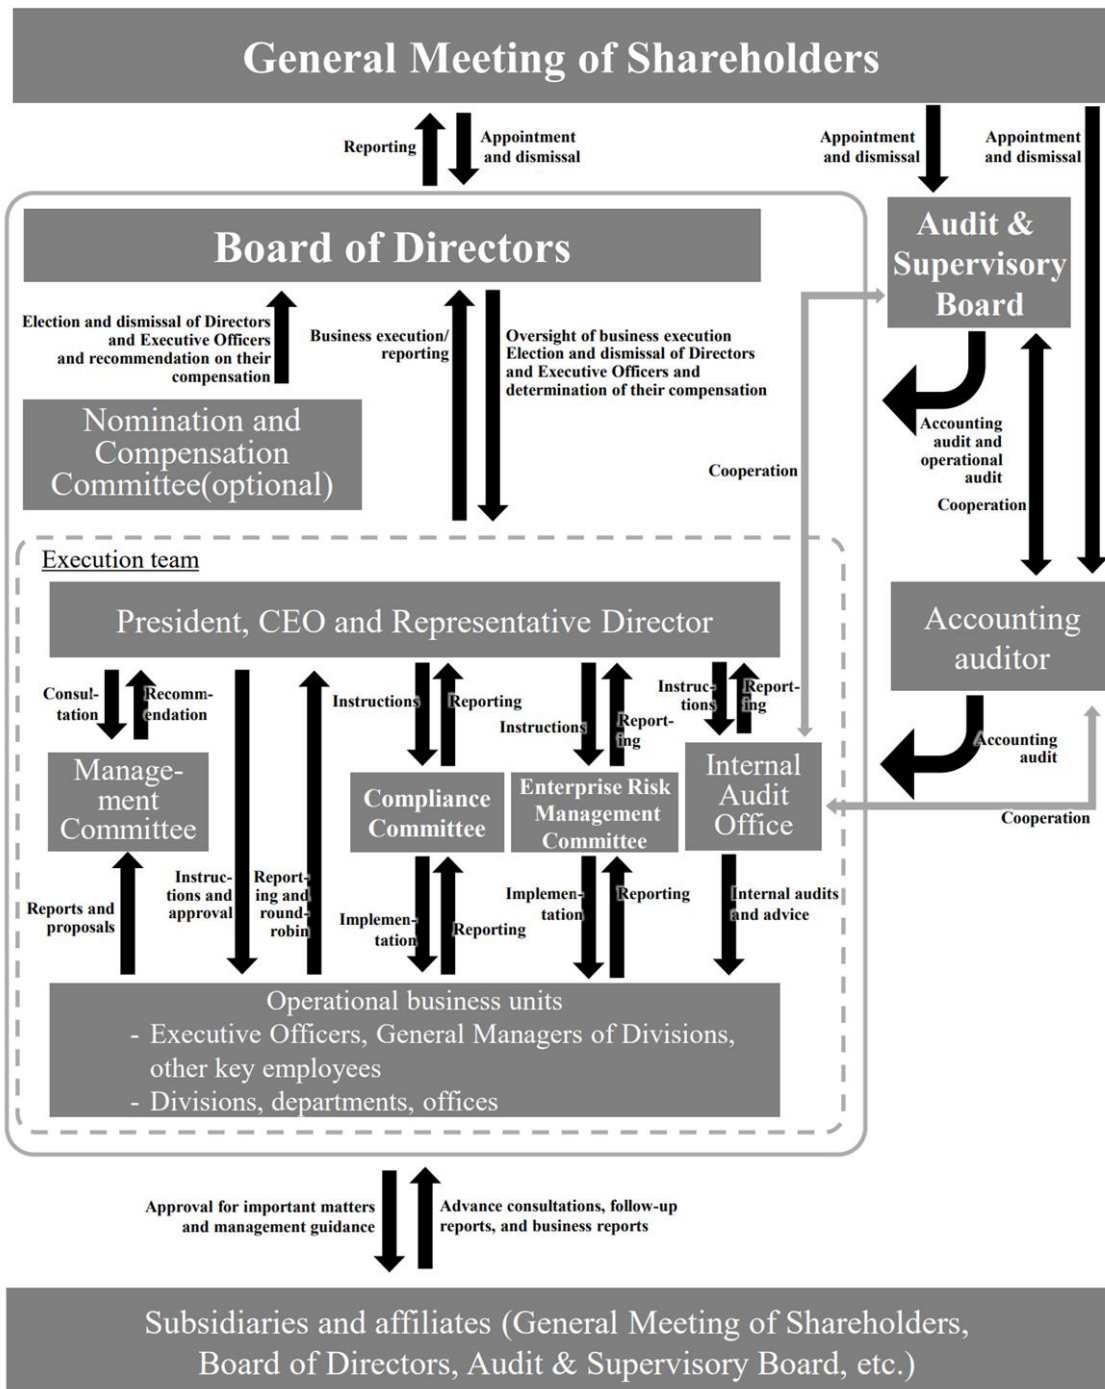 General Meeting of Shareholders
Reporting
Appointment
and dismissal
Appointment
and dismissal
Appointment
and dismissal
Board of Directors
Audit &
Supervisory
Board
Election and dismissal of Directors
and Executive Officers
and recommendation on their
compensation
Business execution/
reporting
Oversight of business execution
Election and dismissal of Directors
and Executive Officers and
determination of their compensation
Nomination and
Compensation
Committee(optional)
Cooperation
Accounting
audit and
operational
audit
Cooperation
Execution team
President, CEO and Representative Director
Accounting
auditor
Consul-
tation
Recomm-
endation
Instructions
Reporting
Instructions
Report-
ing
Instruc-
tions
Report-
ing
Accounting
audit
Manage-
ment
Committee
Compliance
Committee
Enterprise Risk
Management
Committee
Internal
Audit
Office
Cooperation
Reports and
proposals
Instruc-
tions and
approval
Report-
ing and
round-
robin
Implemen-
tation
Reporting
Implemen-
tation
Reporting
Internal audits
and advice
Operational business units
- Executive Officers, General Managers of Divisions,
other key employees
- Divisions, departments, offices
Approval for important matters
and management guidance
Advance consultations, follow-up
reports, and business reports
Subsidiaries and affiliates (General Meeting of Shareholders,
Board of Directors, Audit & Supervisory Board, etc.)